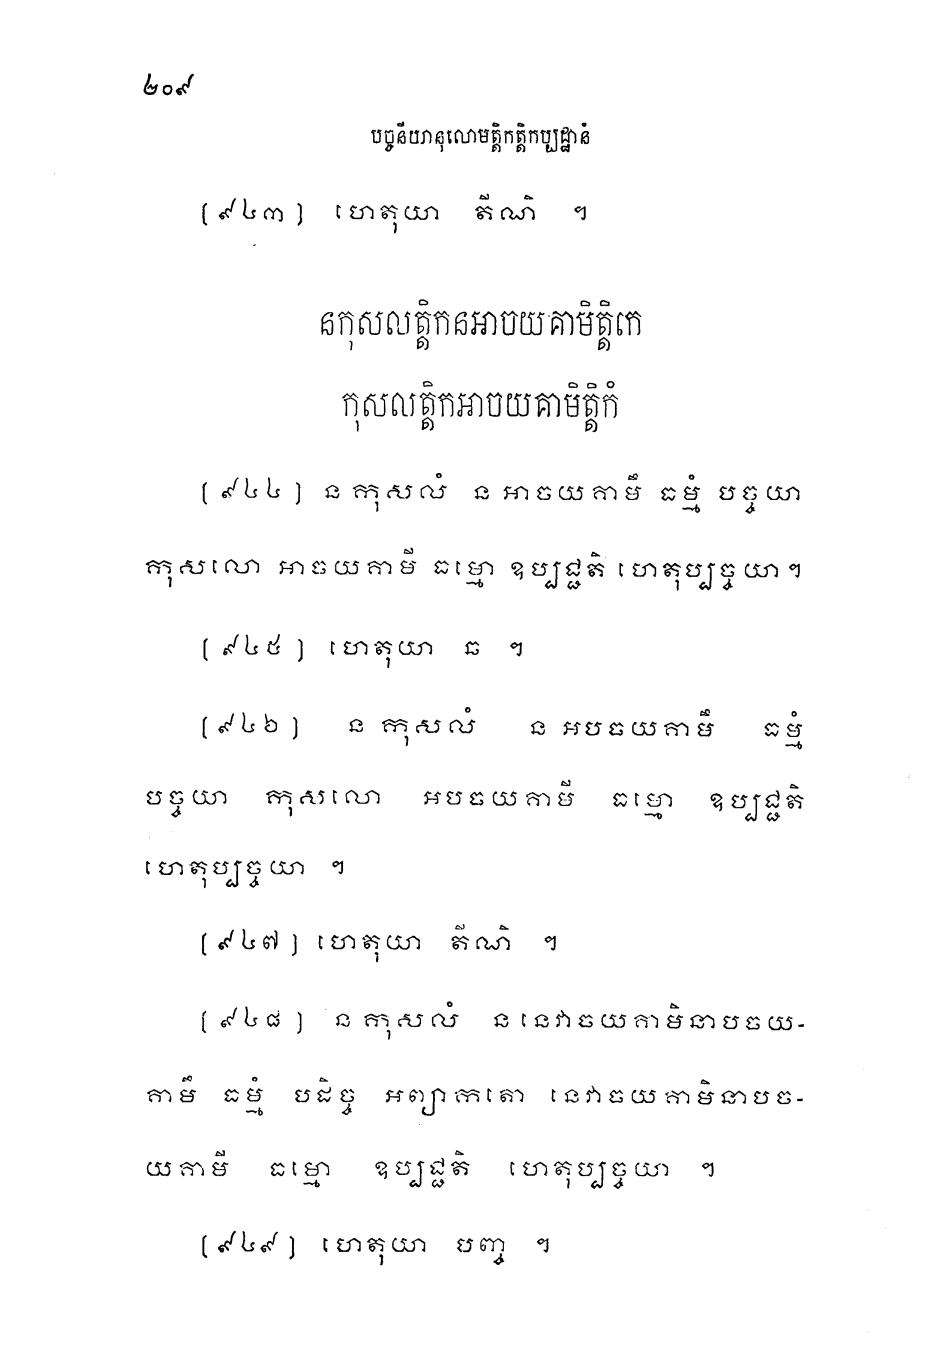 ២០៩
បច្ចនីយានុលោមត្តិកត្តិកប្បដ្ឋានំ
[៩៤៣] ហេតុយា តីណិ ។
នកុសលត្តិកនអាចយគាមិត្តិកេ
កុសលត្តិកអាចយគាមិត្តិកំ
[៩៤៤] ន កុសលំ ន អាចយគាមឹ ធម្មំ បច្ចយា
កុសលោ អាចយគាមី ធម្មោ ឧប្បជ្ជតិ ហេតុប្បច្ចយា។
[៩៤៥] ហេតុយា ឆ ។
[៩៤៦] ន កុសលំ ន អបចយគាមឹ ធម្មំ
បច្ចយា កុសលោ អបចយគាមី ធម្មោ ឧប្បជ្ជតិ
ហេតុប្បច្ចយា ។
[៩៤៧] ហេតុយា តីណិ ។
[៩៤៨] ន កុសលំ ន នេវាចយគាមិនាបចយ-
គាមឹ ធម្មំ បដិច្ច អព្យាកតោ នេវាចយគាមិនាបច-
យគាមី ធម្មោ ឧប្បជ្ជតិ ហេតុប្បច្ចយា ។
[៩៤៩] ហេតុយា បញ្ច ។